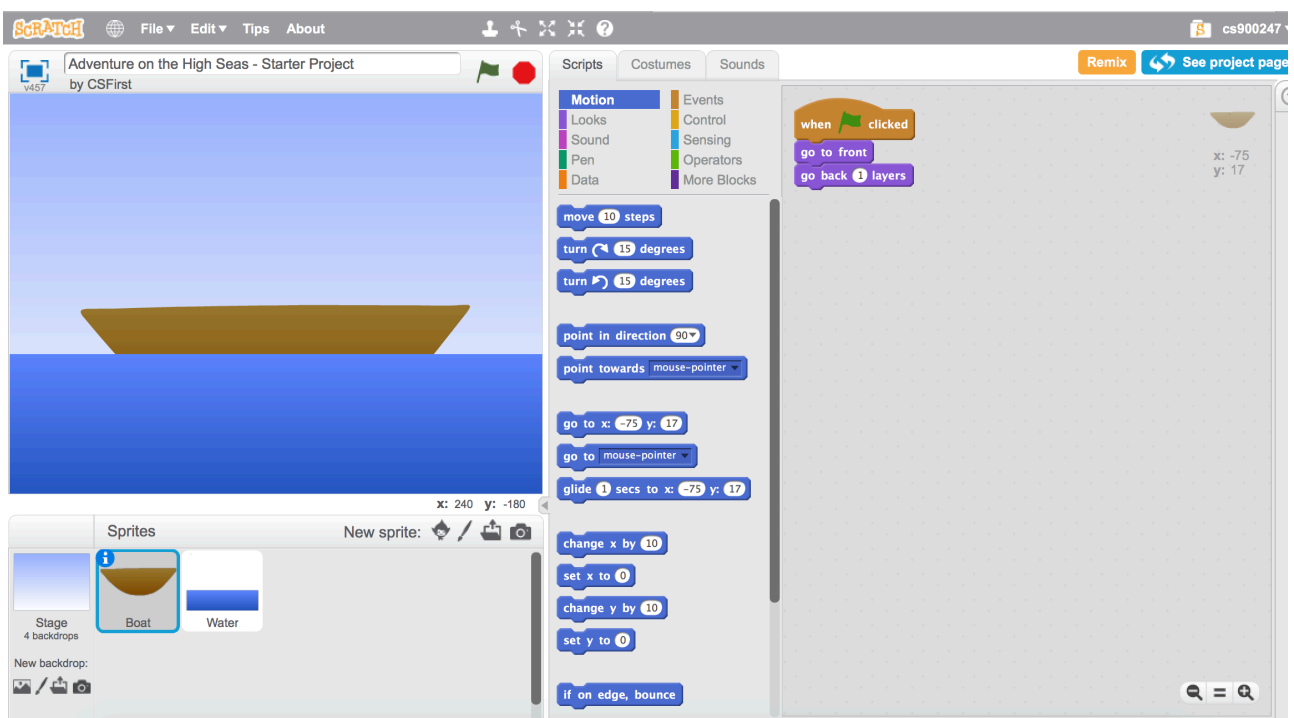 SCRATCH File▼ Edit▼ Tips About cs900247
v457
Adventure on the High Seas - Starter Project
by CSFirst
x: 240 y: -180
Sprites
New sprite:
Stage
4 backdrops
Boat
Water
New backdrop:
Scripts Costumes Sounds
Remix
See project page
Motion Events
Looks Control
Sound Sensing
Pen Operators
Data More Blocks
move 10 steps
turn 15 degrees
turn 15 degrees
point in direction 90▼
point towards mouse-pointer
go to x: -75 y: 17
go to mouse-pointer
glide 1 secs to x: -75 y: 17
change x by 10
set x to 0
change y by 10
set y to 0
if on edge, bounce
when clicked
go to front
go back 1 layers
x: -75
y: 17